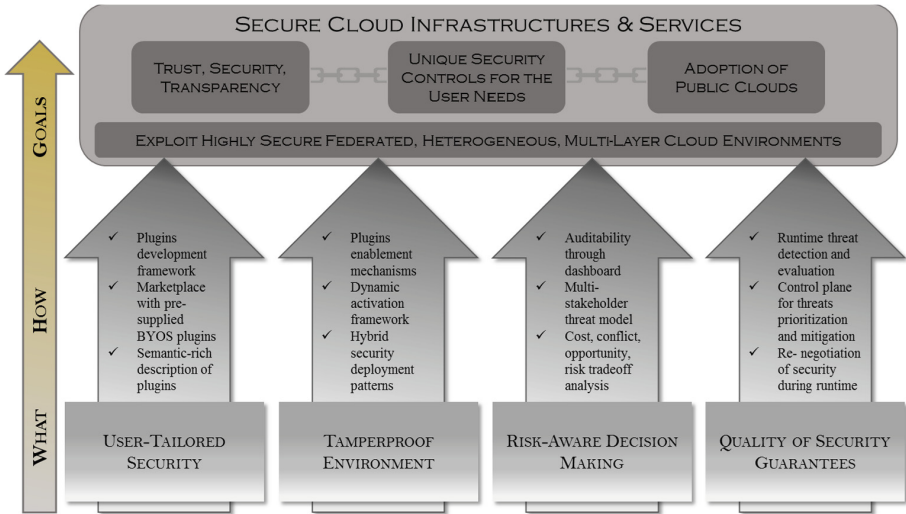 SECURE CLOUD INFRASTRUCTURES & SERVICES
TRUST, SECURITY,
TRANSPARENCY
UNIQUE SECURITY
CONTROLS FOR THE
USER NEEDS
ADOPTION OF
PUBLIC CLOUDS
EXPLOIT HIGHLY SECURE FEDERATED, HETEROGENEOUS, MULTI-LAYER CLOUD ENVIRONMENTS
GOALS
HOW
WHAT
✓ Plugins
development
framework
✓ Marketplace
with pre-
supplied
BYOS plugins
✓ Semantic-rich
description of
plugins
✓ Plugins
enablement
mechanisms
✓ Dynamic
activation
framework
✓ Hybrid
security
deployment
patterns
✓ Auditability
through
dashboard
✓ Multi-
stakeholder
threat model
✓ Cost, conflict,
opportunity,
risk tradeoff
analysis
✓ Runtime threat
detection and
evaluation
✓ Control plane
for threats
prioritization
and mitigation
✓ Re- negotiation
of security
during runtime
USER-TAILORED
SECURITY
TAMPERPROOF
ENVIRONMENT
RISK-AWARE DECISION
MAKING
QUALITY OF SECURITY
GUARANTEES